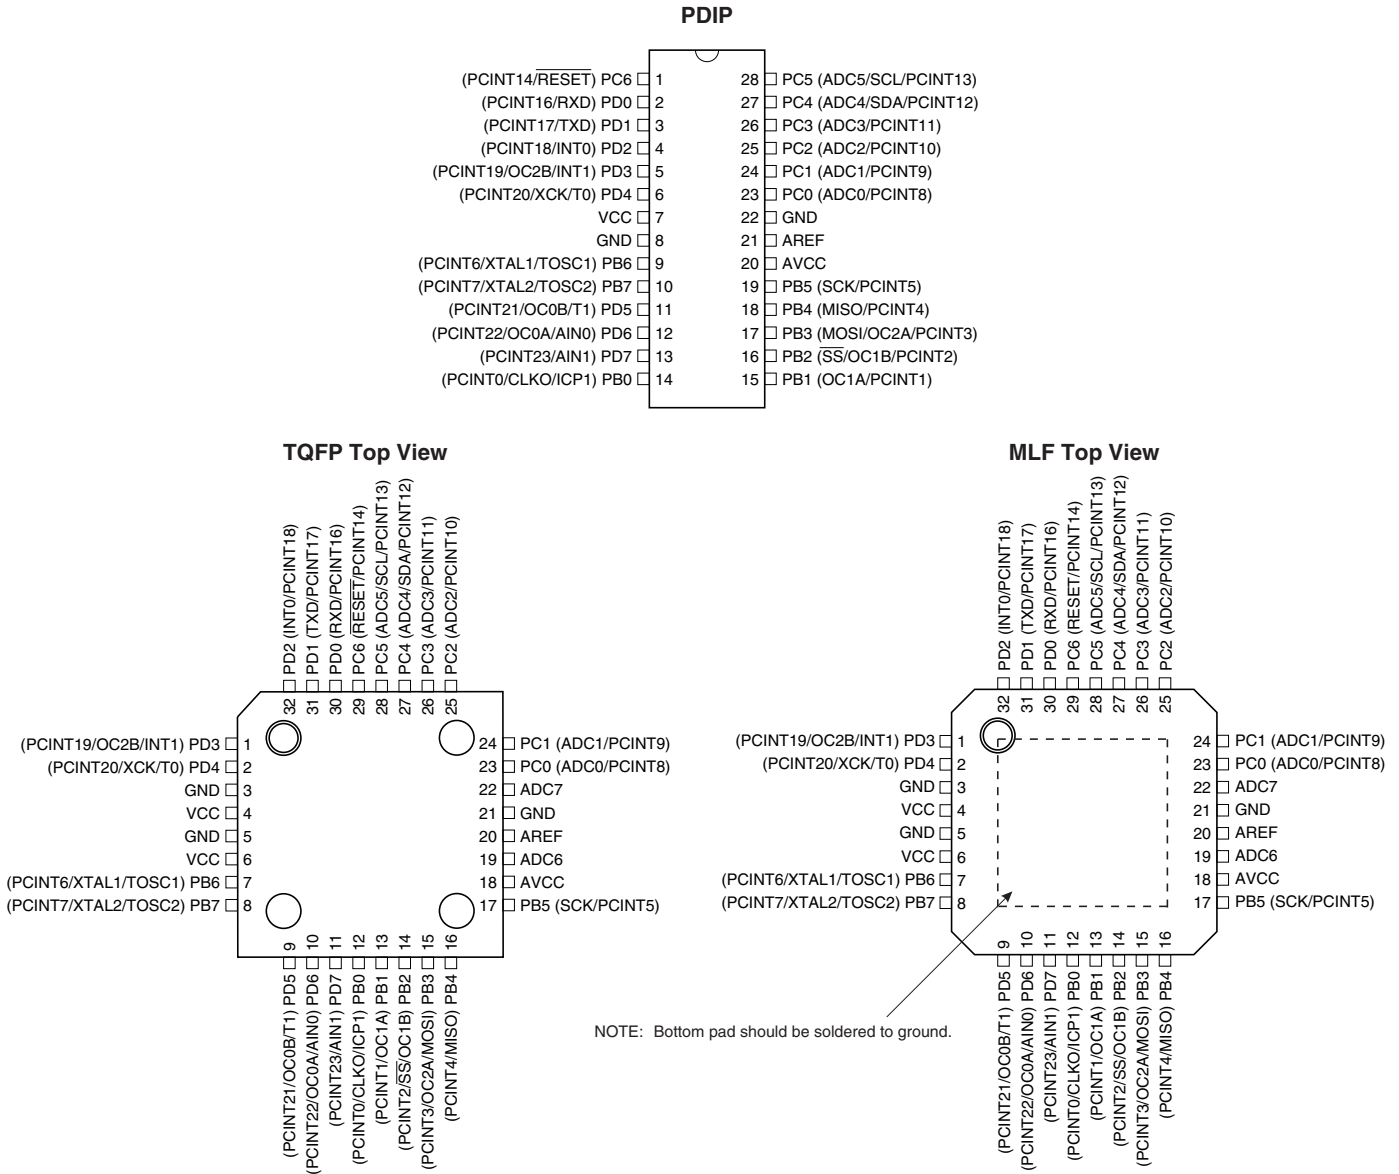 PDIP
(PCINT14/RESET) PC6 1
(PCINT16/RXD) PD0 2
(PCINT17/TXD) PD1 3
(PCINT18/INT0) PD2 4
(PCINT19/OC2B/INT1) PD3 5
(PCINT20/XCK/T0) PD4 6
VCC 7
GND 8
(PCINT6/XTAL1/TOSC1) PB6 9
(PCINT7/XTAL2/TOSC2) PB7 10
(PCINT21/OC0B/T1) PD5 11
(PCINT22/OC0A/AIN0) PD6 12
(PCINT23/AIN1) PD7 13
(PCINT0/CLKO/ICP1) PB0 14
28 PC5 (ADC5/SCL/PCINT13)
27 PC4 (ADC4/SDA/PCINT12)
26 PC3 (ADC3/PCINT11)
25 PC2 (ADC2/PCINT10)
24 PC1 (ADC1/PCINT9)
23 PC0 (ADC0/PCINT8)
22 GND
21 AREF
20 AVCC
19 PB5 (SCK/PCINT5)
18 PB4 (MISO/PCINT4)
17 PB3 (MOSI/OC2A/PCINT3)
16 PB2 (SS/OC1B/PCINT2)
15 PB1 (OC1A/PCINT1)
TQFP Top View
32 PD2 (INT0/PCINT18)
31 PD1 (TXD/PCINT17)
30 PD0 (RXD/PCINT16)
29 PC6 (RESET/PCINT14)
28 PC5 (ADC5/SCL/PCINT13)
27 PC4 (ADC4/SDA/PCINT12)
26 PC3 (ADC3/PCINT11)
25 PC2 (ADC2/PCINT10)
(PCINT19/OC2B/INT1) PD3 1
(PCINT20/XCK/T0) PD4 2
GND 3
VCC 4
GND 5
VCC 6
(PCINT6/XTAL1/TOSC1) PB6 7
(PCINT7/XTAL2/TOSC2) PB7 8
24 PC1 (ADC1/PCINT9)
23 PC0 (ADC0/PCINT8)
22 ADC7
21 GND
20 AREF
19 ADC6
18 AVCC
17 PB5 (SCK/PCINT5)
(PCINT21/OC0B/T1) PD5 9
(PCINT22/OC0A/AIN0) PD6 10
(PCINT23/AIN1) PD7 11
(PCINT0/CLKO/ICP1) PB0 12
(PCINT1/OC1A) PB1 13
(PCINT2/SS/OC1B) PB2 14
(PCINT3/OC2A/MOSI) PB3 15
(PCINT4/MISO) PB4 16
MLF Top View
32 PD2 (INT0/PCINT18)
31 PD1 (TXD/PCINT17)
30 PD0 (RXD/PCINT16)
29 PC6 (RESET/PCINT14)
28 PC5 (ADC5/SCL/PCINT13)
27 PC4 (ADC4/SDA/PCINT12)
26 PC3 (ADC3/PCINT11)
25 PC2 (ADC2/PCINT10)
(PCINT19/OC2B/INT1) PD3 1
(PCINT20/XCK/T0) PD4 2
GND 3
VCC 4
GND 5
VCC 6
(PCINT6/XTAL1/TOSC1) PB6 7
(PCINT7/XTAL2/TOSC2) PB7 8
24 PC1 (ADC1/PCINT9)
23 PC0 (ADC0/PCINT8)
22 ADC7
21 GND
20 AREF
19 ADC6
18 AVCC
17 PB5 (SCK/PCINT5)
(PCINT21/OC0B/T1) PD5 9
(PCINT22/OC0A/AIN0) PD6 10
(PCINT23/AIN1) PD7 11
(PCINT0/CLKO/ICP1) PB0 12
(PCINT1/OC1A) PB1 13
(PCINT2/SS/OC1B) PB2 14
(PCINT3/OC2A/MOSI) PB3 15
(PCINT4/MISO) PB4 16
NOTE: Bottom pad should be soldered to ground.